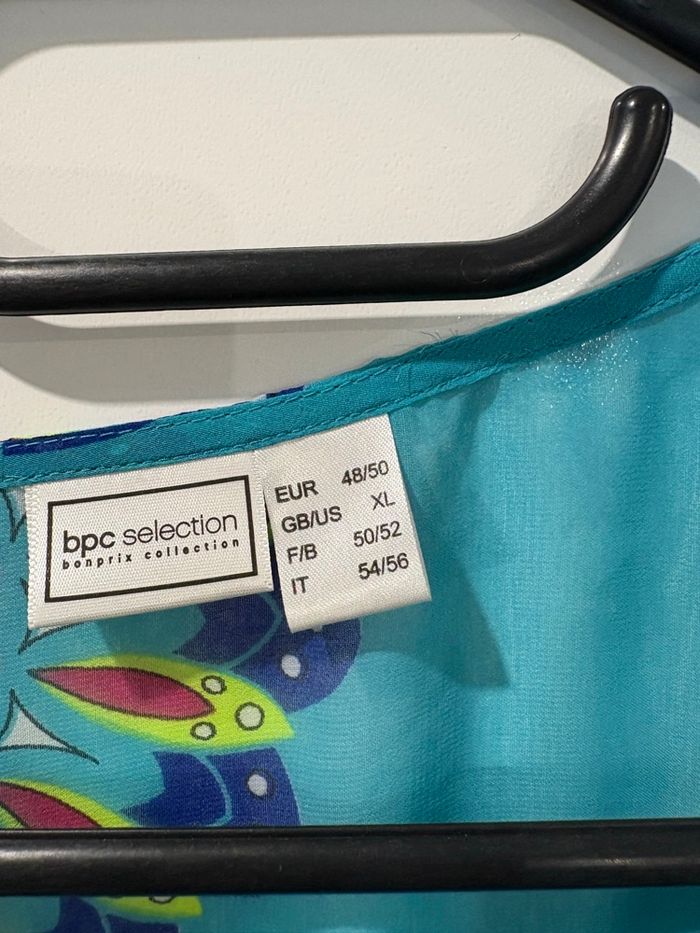 bpc selection
bonprix collection
EUR 48/50
GB/US XL
F/B 50/52
IT 54/56